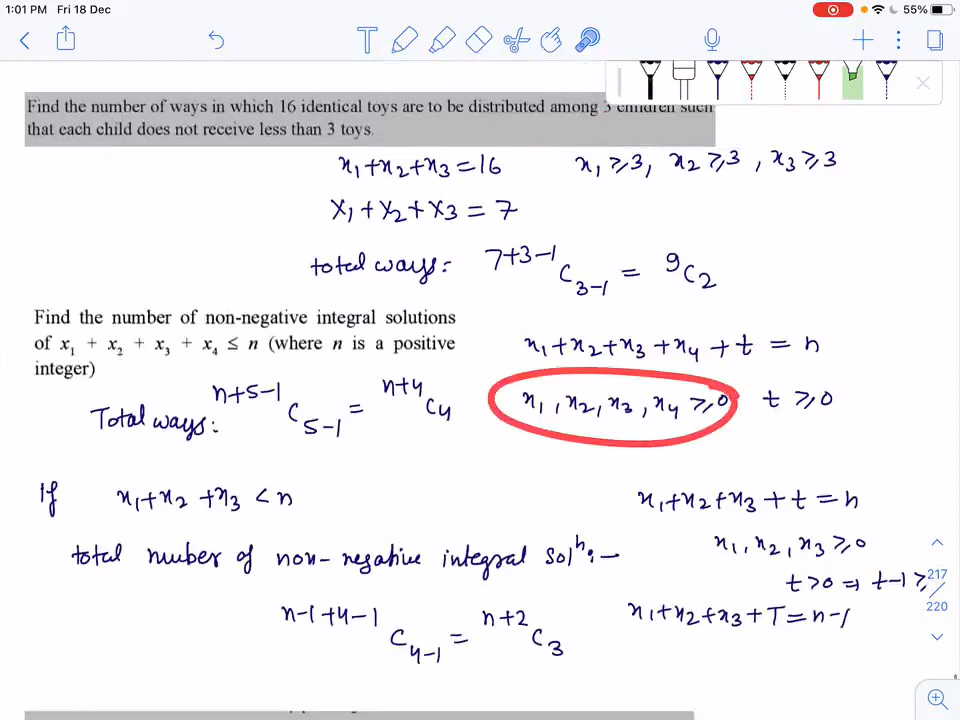 1:01 PM Fri 18 Dec 55%
Find the number of ways in which 16 identical toys are to be distributed among 3 children such
that each child does not receive less than 3 toys.
x₁+x₂+x₃=16 x₁≥3, x₂≥3, x₃≥3
X₁+X₂+X₃=7
total ways: ⁷⁺³⁻¹C₃₋₁ = ⁹C₂
Find the number of non-negative integral solutions
of x₁ + x₂ + x₃ + x₄ ≤ n (where n is a positive
integer)
x₁+x₂+x₃+x₄+t=n
Total ways: ⁿ⁺⁵⁻¹C₅₋₁ = ⁿ⁺⁴C₄
x₁,x₂,x₃,x₄≥0 t≥0
If x₁+x₂+x₃<n
x₁+x₂+x₃+t=n
total nuber of non-negative integral solⁿ:-
x₁,x₂,x₃≥0
t>0⇒t-1≥
ⁿ⁻¹⁺⁴⁻¹C₄₋₁ = ⁿ⁺²C₃
x₁+x₂+x₃+T=n-1
217
220